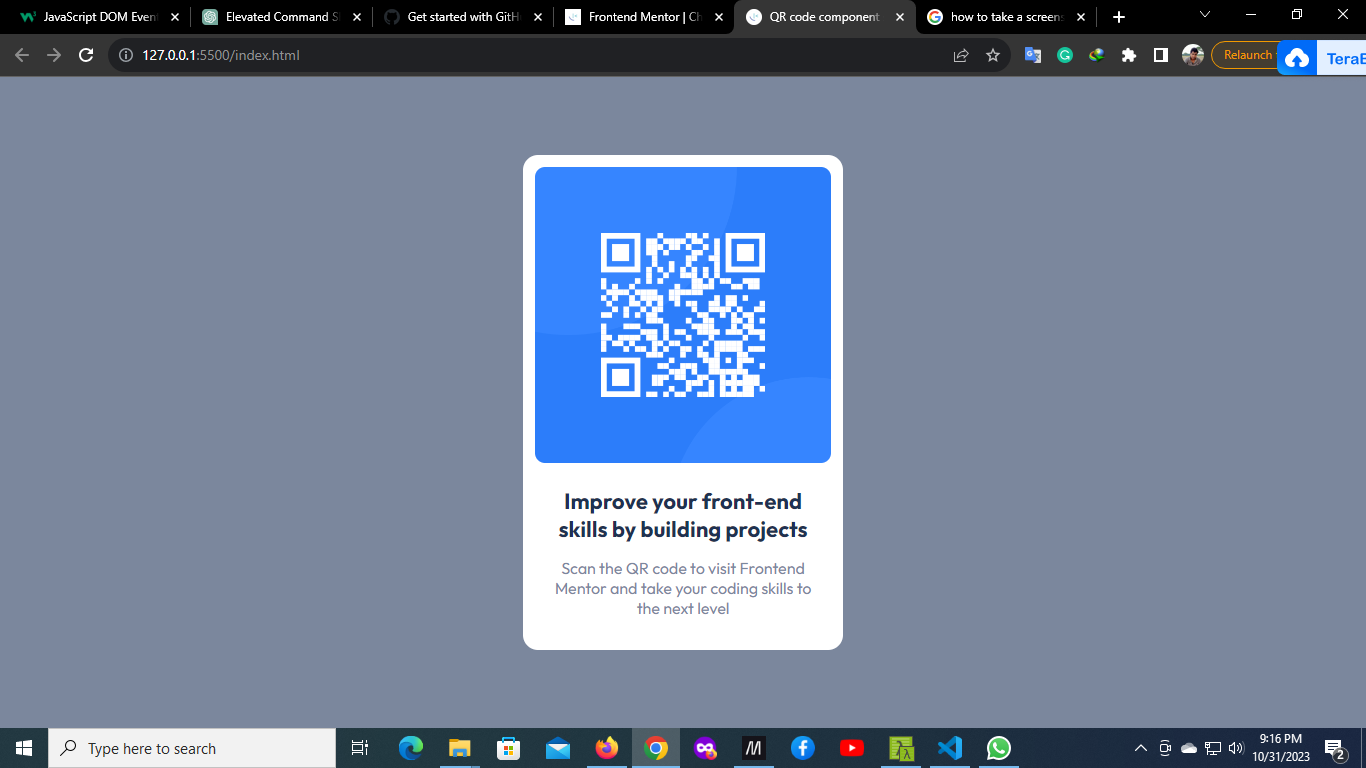 JavaScript DOM Event
Elevated Command S
Get started with GitH
Frontend Mentor | Ch
QR code component
how to take a screens
127.0.0.1:5500/index.html
Relaunch
TeraB
Improve your front-end
skills by building projects
Scan the QR code to visit Frontend
Mentor and take your coding skills to
the next level
Type here to search
9:16 PM
10/31/2023
2